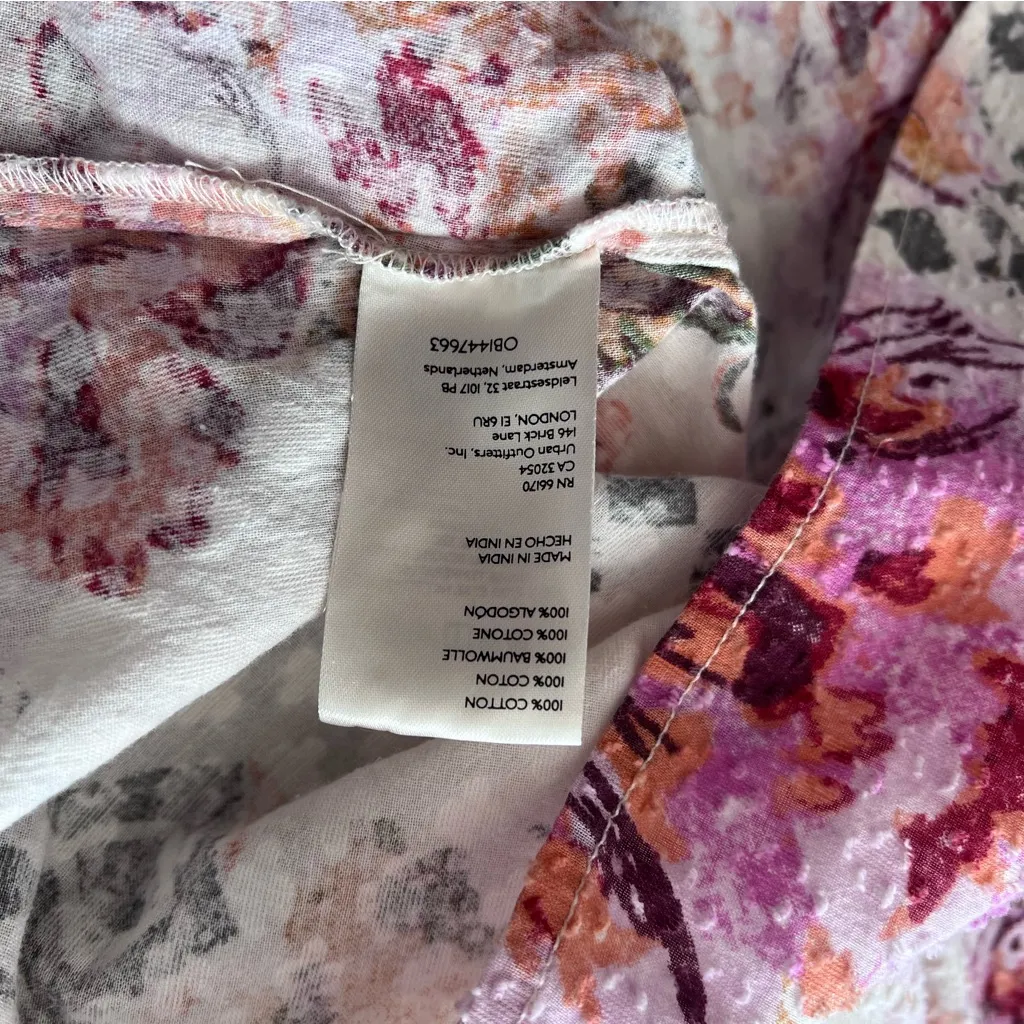 100% COTTON
100% COTON
100% BAUMWOLLE
100% COTONE
100% ALGODÓN
MADE IN INDIA
HECHO EN INDIA
RN 66170
CA 32054
Urban Outfitters, Inc.
146 Brick Lane
LONDON, E1 6RU
Leidsestraat 32, 1017 PB
Amsterdam, Netherlands
OB1447663